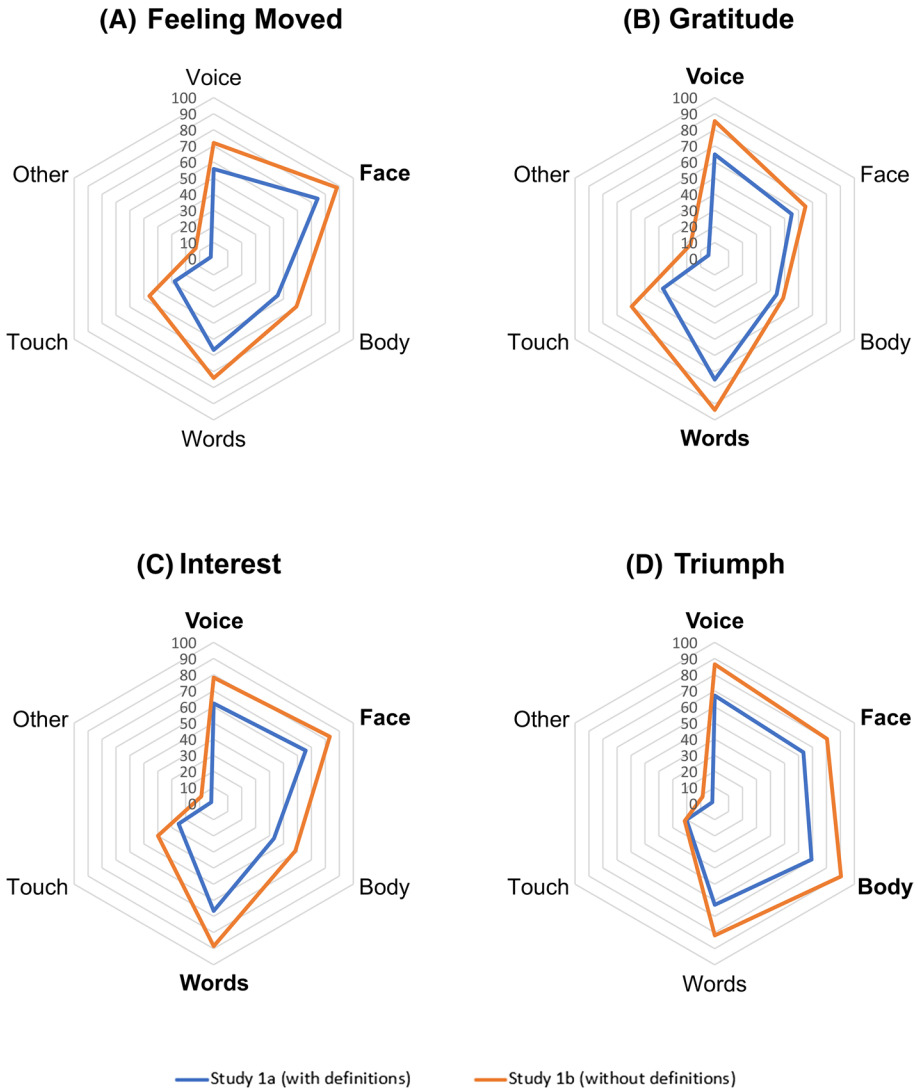 (A) Feeling Moved
Voice
100
90
80
70
60
50
40
30
20
10
0
Other
Face
Touch
Body
Words
(B) Gratitude
Voice
100
90
80
70
60
50
40
30
20
10
0
Other
Face
Touch
Body
Words
(C) Interest
Voice
100
90
80
70
60
50
40
30
20
10
0
Other
Face
Touch
Body
Words
(D) Triumph
Voice
100
90
80
70
60
50
40
30
20
10
0
Other
Face
Touch
Body
Words
Study 1a (with definitions)
Study 1b (without definitions)